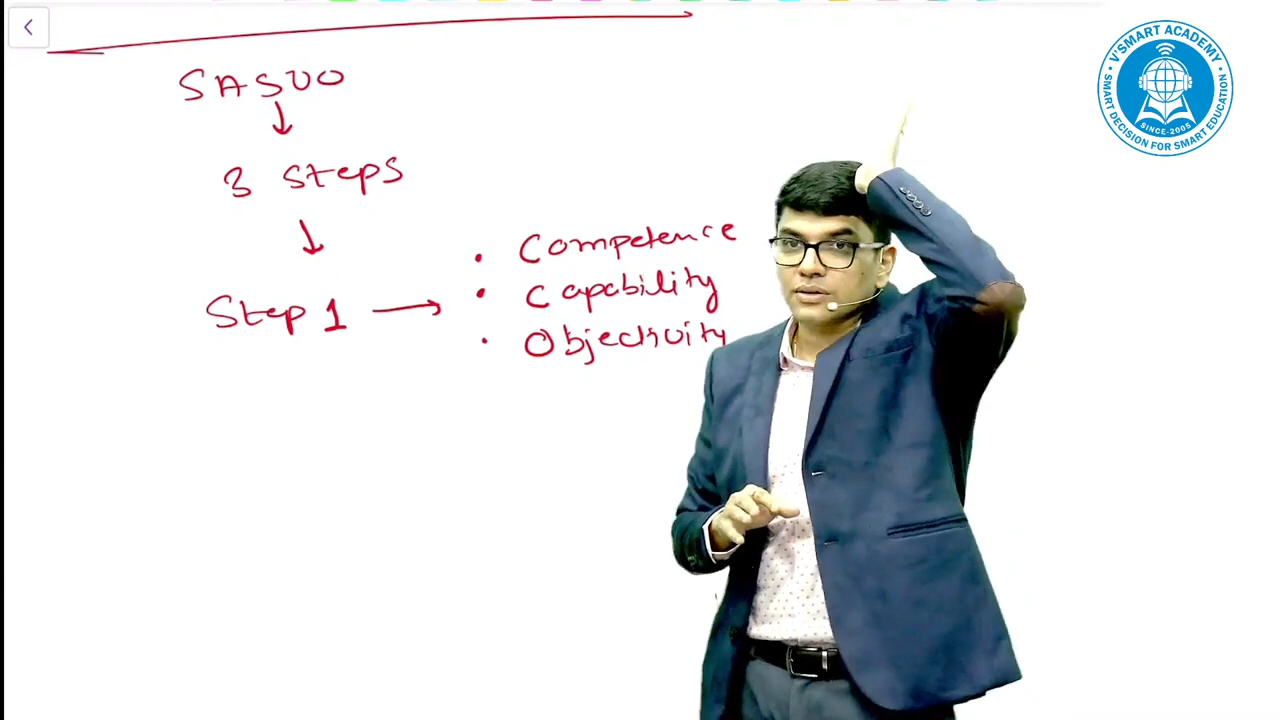 SASUO
3 Steps
Step 1
• Competence
• Capability
• Objectivity
V'SMART ACADEMY
SINCE-2005
SMART DECISION FOR SMART EDUCATION